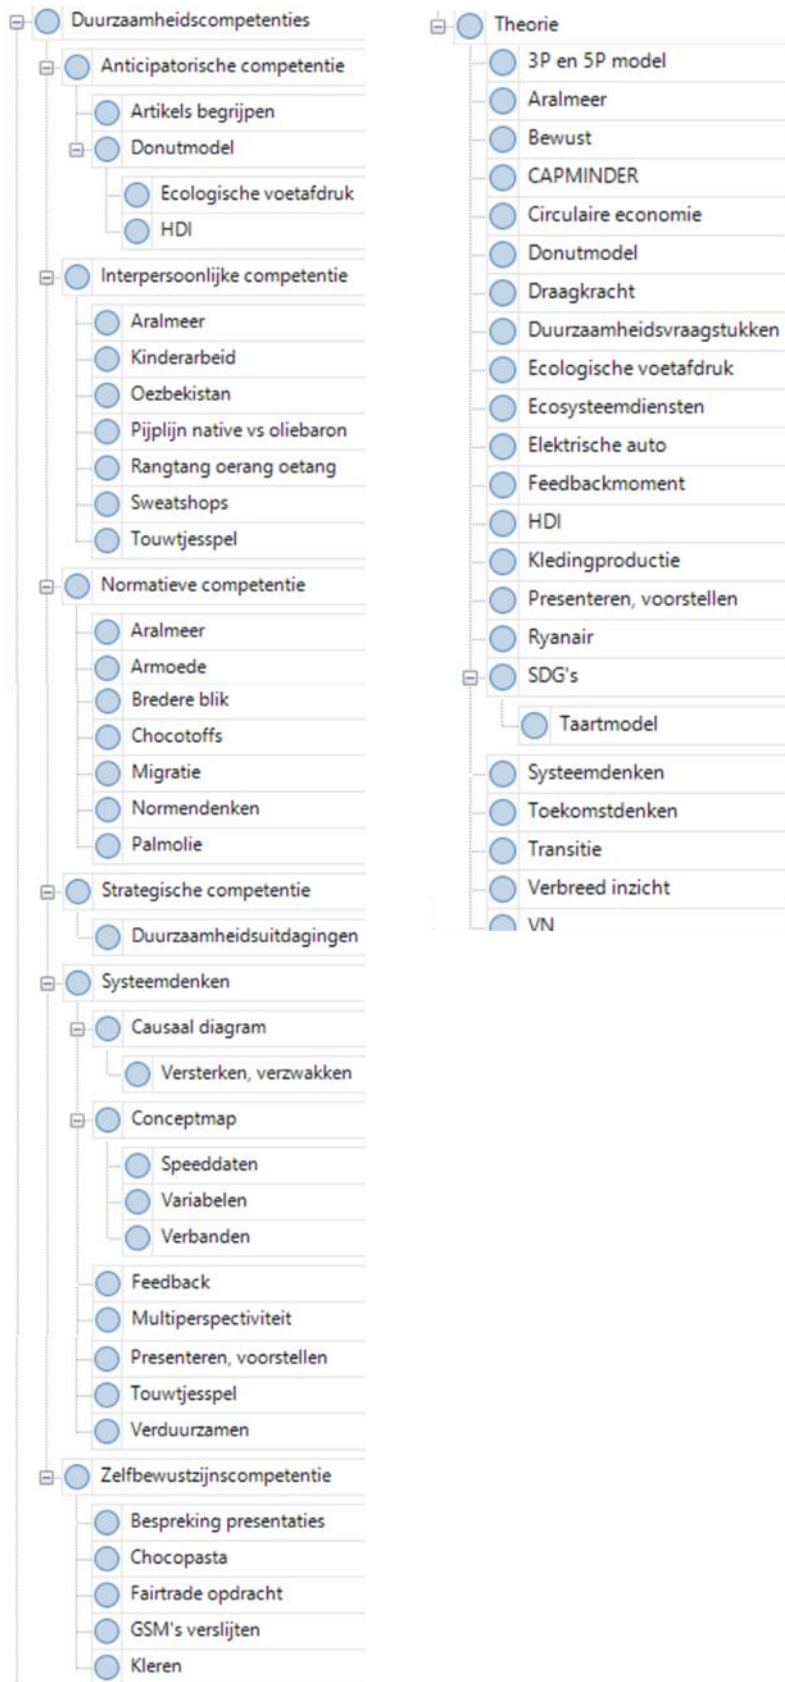 Duurzaamheidscompetenties
Anticipatorische competentie
Artikels begrijpen
Donutmodel
Ecologische voetafdruk
HDI
Interpersoonlijke competentie
Aralmeer
Kinderarbeid
Oezbekistan
Pijplijn native vs oliebaron
Rangtang oerang oetang
Sweatshops
Touwtjesspel
Normatieve competentie
Aralmeer
Armoede
Bredere blik
Chocotoffs
Migratie
Normendenken
Palmolie
Strategische competentie
Duurzaamheidsuitdagingen
Systeemdenken
Causaal diagram
Versterken, verzwakken
Conceptmap
Speeddaten
Variabelen
Verbanden
Feedback
Multiperspectiviteit
Presenteren, voorstellen
Touwtjesspel
Verduurzamen
Zelfbewustzijnscompetentie
Bespreking presentaties
Chocopasta
Fairtrade opdracht
GSM's verslijten
Kleren
Theorie
3P en 5P model
Aralmeer
Bewust
CAPMINDER
Circulaire economie
Donutmodel
Draagkracht
Duurzaamheidsvraagstukken
Ecologische voetafdruk
Ecosysteemdiensten
Elektrische auto
Feedbackmoment
HDI
Kledingproductie
Presenteren, voorstellen
Ryanair
SDG's
Taartmodel
Systeemdenken
Toekomstdenken
Transitie
Verbreed inzicht
VN